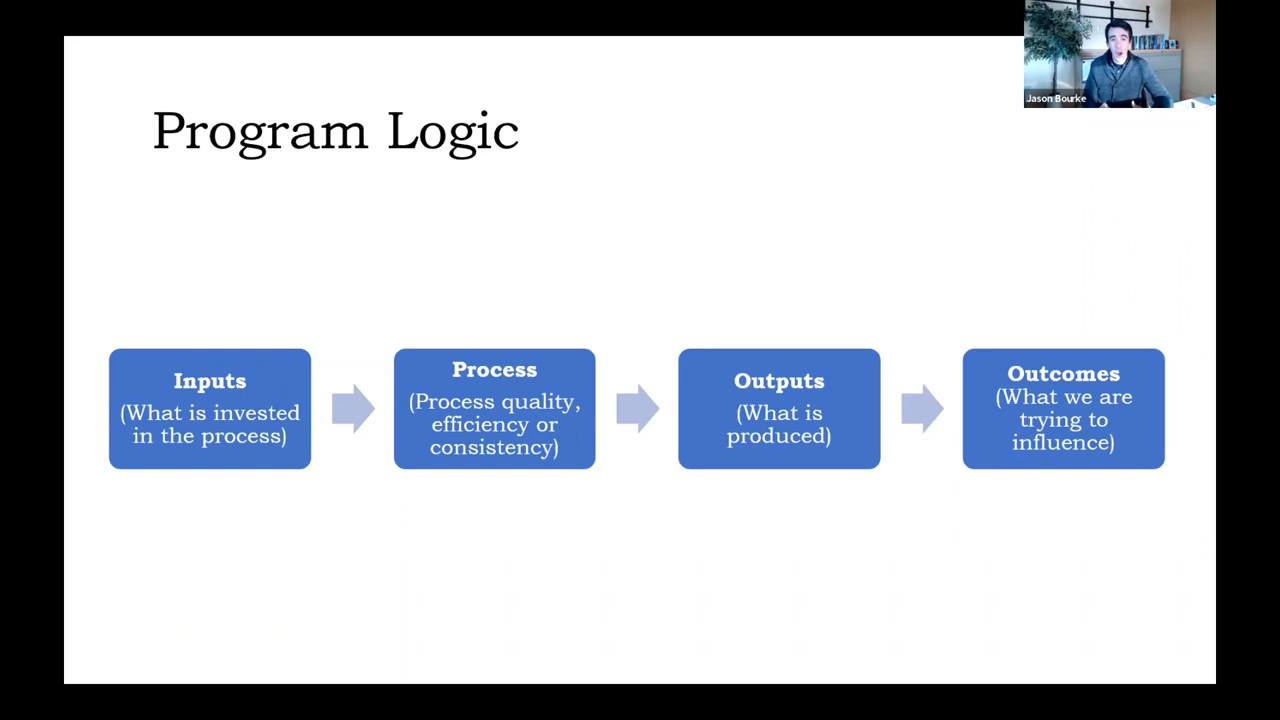 Jason Bourke
Program Logic
Inputs
(What is invested
in the process)
Process
(Process quality,
efficiency or
consistency)
Outputs
(What is
produced)
Outcomes
(What we are
trying to
influence)